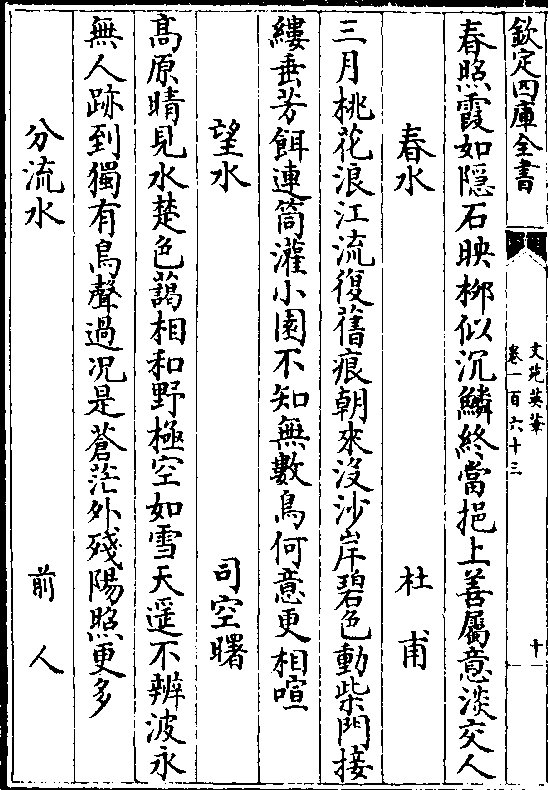 欽定四庫全書
文苑英華
卷一百六十三
十一
春照霞如隱石映栁似沉鱗終當挹上善屬意淡交人
春水
杜甫
三月桃花浪江流復舊痕朝來沒沙岸碧色動柴門接
縷垂芳餌連筒灌小園不知無數鳥何意更相喧
望水
司空曙
髙原晴見水楚色藹相和野極空如雪天遥不辨波永
無人跡到獨有鳥聲過况是蒼茫外殘陽照更多
分流水
前人